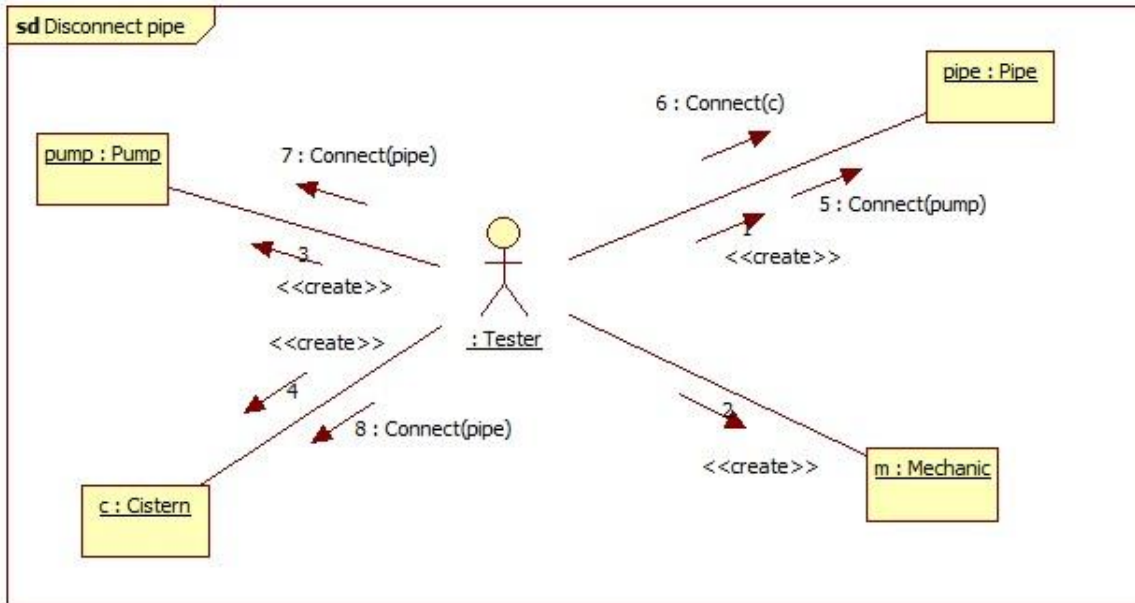 sd Disconnect pipe
pipe : Pipe
6 : Connect(c)
pump : Pump
7 : Connect(pipe)
5 : Connect(pump)
1
<<create>>
3
<<create>>
<<create>>
: Tester
4
2
8 : Connect(pipe)
<<create>>
m : Mechanic
c : Cistern